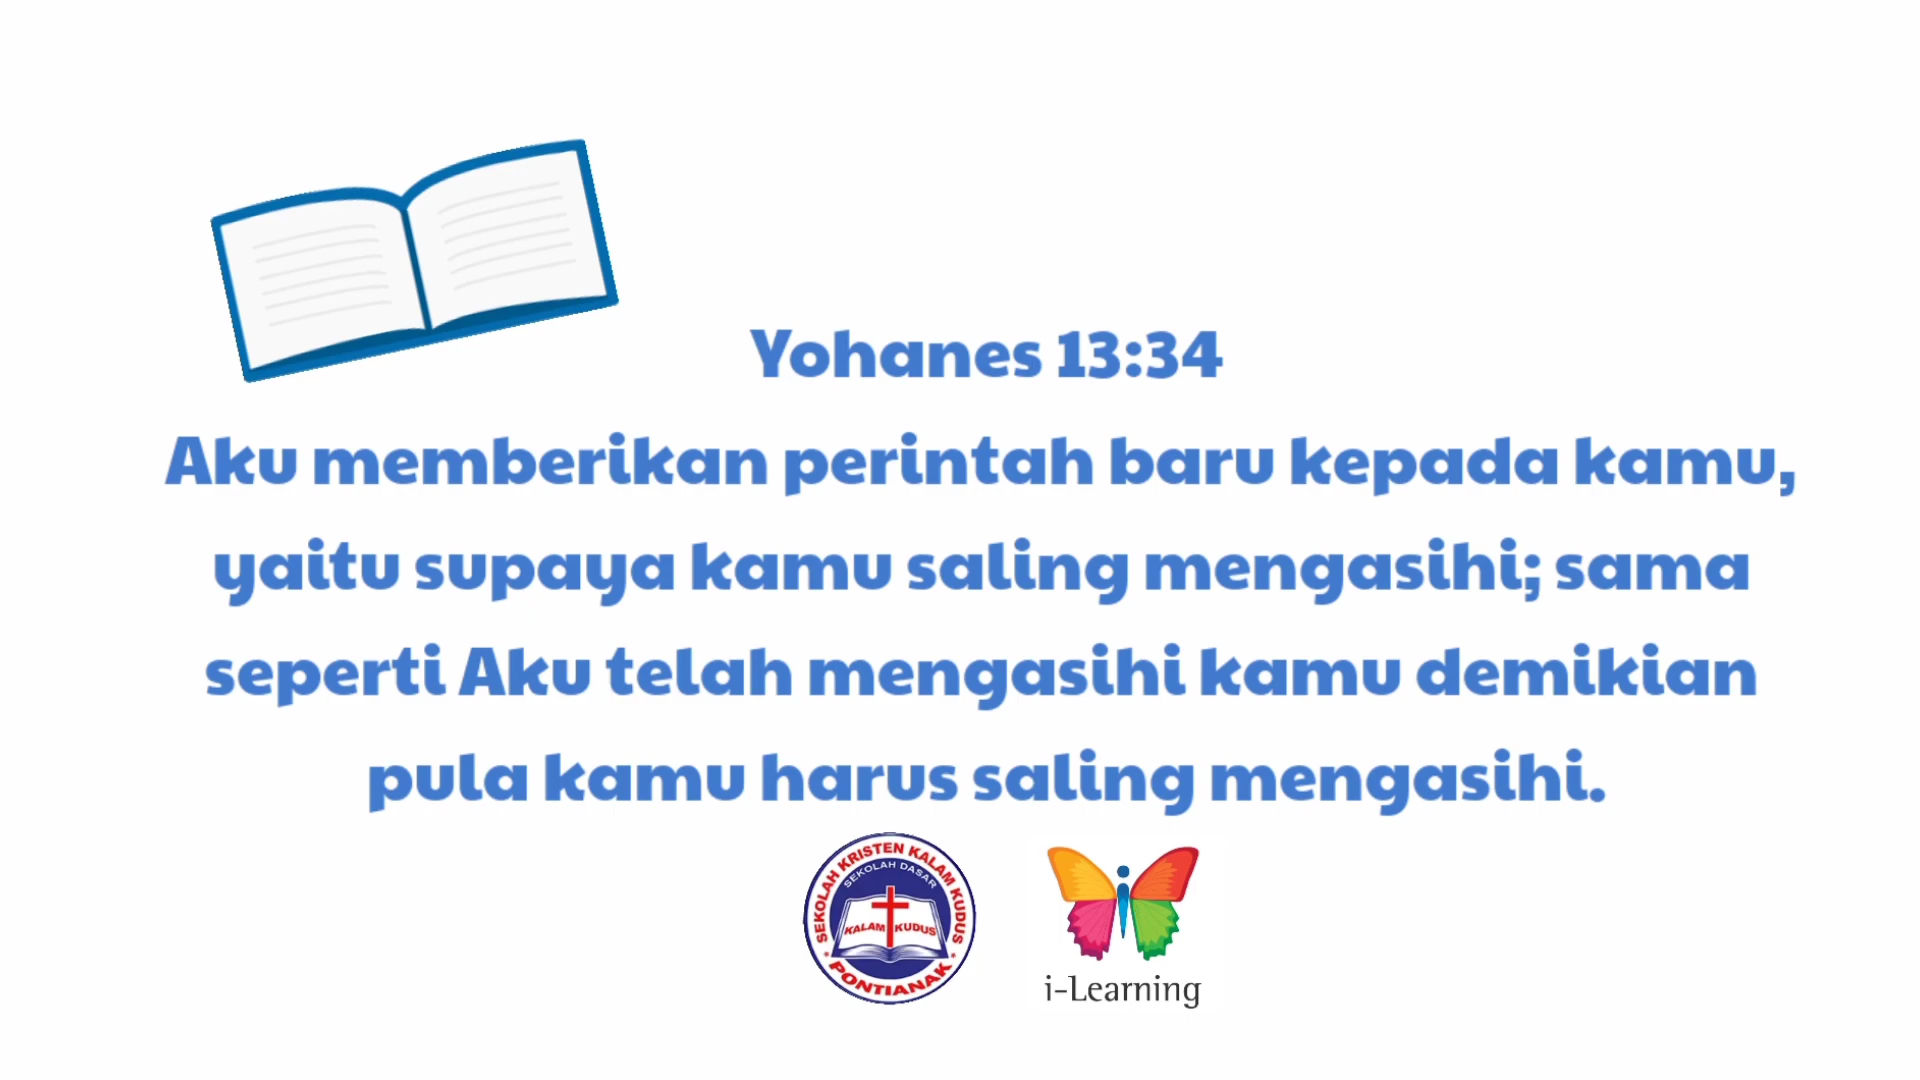 Yohanes 13:34
Aku memberikan perintah baru kepada kamu,
yaitu supaya kamu saling mengasihi; sama
seperti Aku telah mengasihi kamu demikian
pula kamu harus saling mengasihi.
SEKOLAH KRISTEN KALAM KUDUS
SEKOLAH DASAR
KALAM KUDUS
PONTIANAK
i-Learning